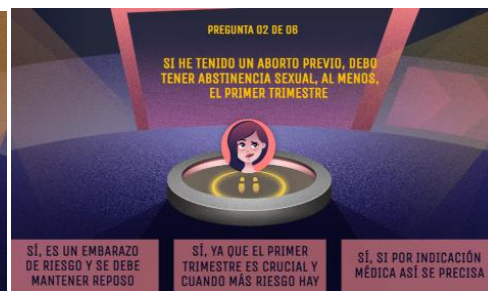 PREGUNTA 02 DE 06
SI HE TENIDO UN ABORTO PREVIO, DEBO
TENER ABSTINENCIA SEXUAL, AL MENOS,
EL PRIMER TRIMESTRE
SÍ, ES UN EMBARAZO
DE RIESGO Y SE DEBE
MANTENER REPOSO
SÍ, YA QUE EL PRIMER
TRIMESTRE ES CRUCIAL Y
CUANDO MÁS RIESGO HAY
SÍ, SI POR INDICACIÓN
MÉDICA ASÍ SE PRECISA